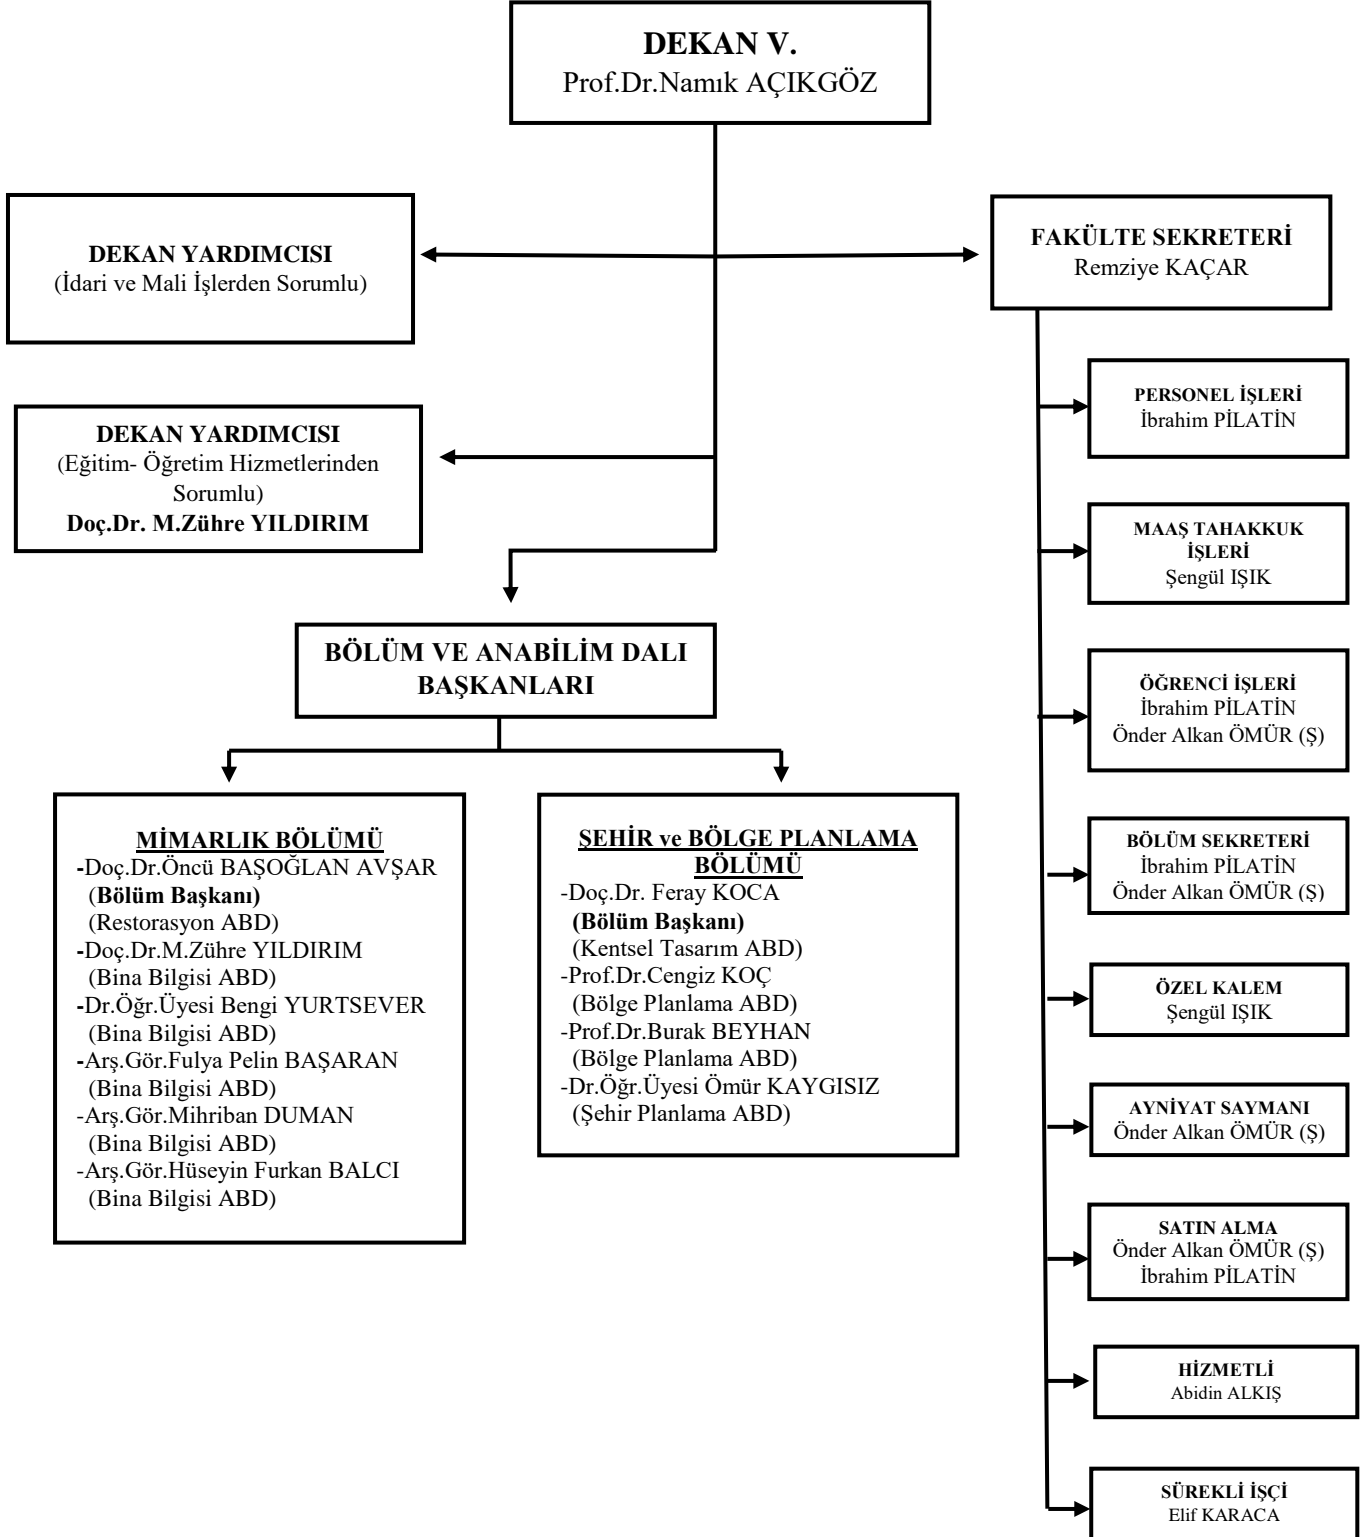 DEKAN V.
Prof.Dr.Namık AÇIKGÖZ
DEKAN YARDIMCISI
(İdari ve Mali İşlerden Sorumlu)
FAKÜLTE SEKRETERİ
Remziye KAÇAR
DEKAN YARDIMCISI
(Eğitim- Öğretim Hizmetlerinden
Sorumlu)
Doç.Dr. M.Zühre YILDIRIM
BÖLÜM VE ANABİLİM DALI
BAŞKANLARI
MİMARLIK BÖLÜMÜ
-Doç.Dr.Öncü BAŞOĞLAN AVŞAR
(Bölüm Başkanı)
(Restorasyon ABD)
-Doç.Dr.M.Zühre YILDIRIM
(Bina Bilgisi ABD)
-Dr.Öğr.Üyesi Bengi YURTSEVER
(Bina Bilgisi ABD)
-Arş.Gör.Fulya Pelin BAŞARAN
(Bina Bilgisi ABD)
-Arş.Gör.Mihriban DUMAN
(Bina Bilgisi ABD)
-Arş.Gör.Hüseyin Furkan BALCI
(Bina Bilgisi ABD)
ŞEHİR ve BÖLGE PLANLAMA
BÖLÜMÜ
-Doç.Dr. Feray KOCA
(Bölüm Başkanı)
(Kentsel Tasarım ABD)
-Prof.Dr.Cengiz KOÇ
(Bölge Planlama ABD)
-Prof.Dr.Burak BEYHAN
(Bölge Planlama ABD)
-Dr.Öğr.Üyesi Ömür KAYGISIZ
(Şehir Planlama ABD)
PERSONEL İŞLERİ
İbrahim PİLATİN
MAAŞ TAHAKKUK
İŞLERİ
Şengül IŞIK
ÖĞRENCİ İŞLERİ
İbrahim PİLATİN
Önder Alkan ÖMÜR (Ş)
BÖLÜM SEKRETERİ
İbrahim PİLATİN
Önder Alkan ÖMÜR (Ş)
ÖZEL KALEM
Şengül IŞIK
AYNİYAT SAYMANI
Önder Alkan ÖMÜR (Ş)
SATIN ALMA
Önder Alkan ÖMÜR (Ş)
İbrahim PİLATİN
HİZMETLİ
Abidin ALKIŞ
SÜREKLİ İŞÇİ
Elif KARACA